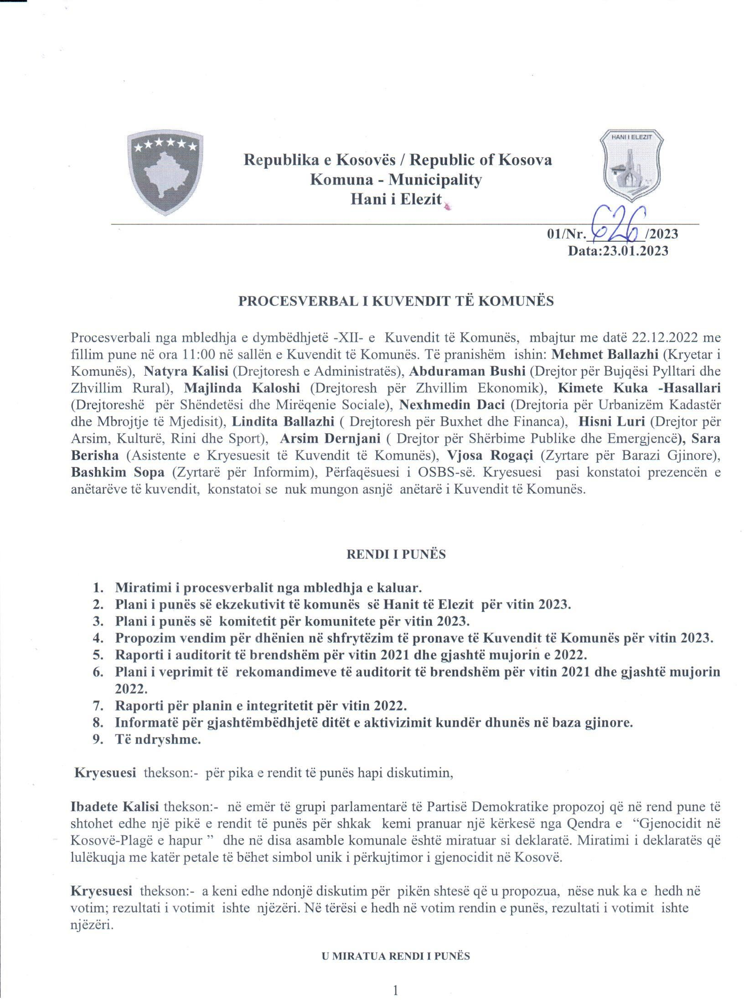 HANI I ELEZIT
Republika e Kosovës / Republic of Kosova
Komuna - Municipality
Hani i Elezit
01/Nr. 626 /2023
Data:23.01.2023
PROCESVERBAL I KUVENDIT TË KOMUNËS
Procesverbali nga mbledhja e dymbëdhjetë -XII- e Kuvendit të Komunës, mbajtur me datë 22.12.2022 me
fillim pune në ora 11:00 në sallën e Kuvendit të Komunës. Të pranishëm ishin: Mehmet Ballazhi (Kryetar i
Komunës), Natyra Kalisi (Drejtoresh e Administratës), Abduraman Bushi (Drejtor për Bujqësi Pylltari dhe
Zhvillim Rural), Majlinda Kaloshi (Drejtoresh për Zhvillim Ekonomik), Kimete Kuka -Hasallari
(Drejtoreshë për Shëndetësi dhe Mirëqenie Sociale), Nexhmedin Daci (Drejtoria për Urbanizëm Kadastër
dhe Mbrojtje të Mjedisit), Lindita Ballazhi ( Drejtoresh për Buxhet dhe Financa), Hisni Luri (Drejtor për
Arsim, Kulturë, Rini dhe Sport), Arsim Dernjani ( Drejtor për Shërbime Publike dhe Emergjencë), Sara
Berisha (Asistente e Kryesuesit të Kuvendit të Komunës), Vjosa Rogaçi (Zyrtare për Barazi Gjinore),
Bashkim Sopa (Zyrtarë për Informim), Përfaqësuesi i OSBS-së. Kryesuesi pasi konstatoi prezencën e
anëtarëve të kuvendit, konstatoi se nuk mungon asnjë anëtarë i Kuvendit të Komunës.
RENDI I PUNËS
1. Miratimi i procesverbalit nga mbledhja e kaluar.
2. Plani i punës së ekzekutivit të komunës së Hanit të Elezit për vitin 2023.
3. Plani i punës së komitetit për komunitete për vitin 2023.
4. Propozim vendim për dhënien në shfrytëzim të pronave të Kuvendit të Komunës për vitin 2023.
5. Raporti i auditorit të brendshëm për vitin 2021 dhe gjashtë mujorin e 2022.
6. Plani i veprimit të rekomandimeve të auditorit të brendshëm për vitin 2021 dhe gjashtë mujorin
2022.
7. Raporti për planin e integritetit për vitin 2022.
8. Informatë për gjashtëmbëdhjetë ditët e aktivizimit kundër dhunës në baza gjinore.
9. Të ndryshme.
Kryesuesi thekson:- për pika e rendit të punës hapi diskutimin,
Ibadete Kalisi thekson:- në emër të grupi parlamentarë të Partisë Demokratike propozoj që në rend pune të
shtohet edhe një pikë e rendit të punës për shkak kemi pranuar një kërkesë nga Qendra e “Gjenocidit në
Kosovë-Plagë e hapur ” dhe në disa asamble komunale është miratuar si deklaratë. Miratimi i deklaratës që
lulëkuqja me katër petale të bëhet simbol unik i përkujtimor i gjenocidit në Kosovë.
Kryesuesi thekson:- a keni edhe ndonjë diskutim për pikën shtesë që u propozua, nëse nuk ka e hedh në
votim; rezultati i votimit ishte njëzëri. Në tërësi e hedh në votim rendin e punës, rezultati i votimit ishte
njëzëri.
U MIRATUA RENDI I PUNËS
1